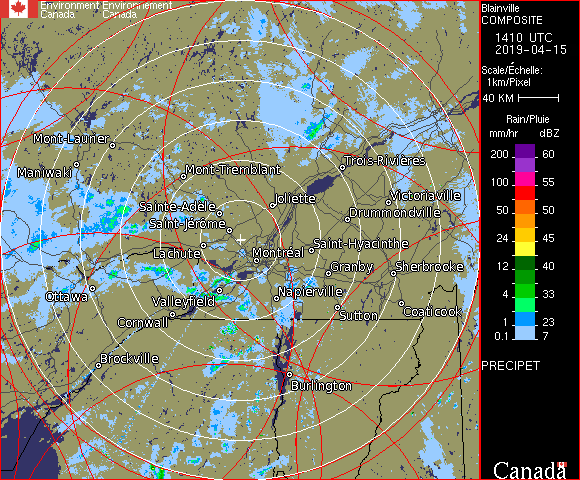 Environment Environnement
Canada Canada
Blainville
COMPOSITE
1410 UTC
2019-04-15
Scale/Échelle:
1km/Pixel
40 KM
Rain/Pluie
mm/hr dBZ
200 60
100 55
50 50
24 45
12 40
4 33
1 23
0.1 7
PRECIPET
Canada
Mont-Laurier
Maniwaki
Mont-Tremblant
Trois-Rivières
Sainte-Adèle
Joliette
Victoriaville
Saint-Jérôme
Drummondville
Lachute
Montréal
Saint-Hyacinthe
Granby
Sherbrooke
Ottawa
Valleyfield
Napierville
Cornwall
Sutton
Coaticook
Brockville
Burlington